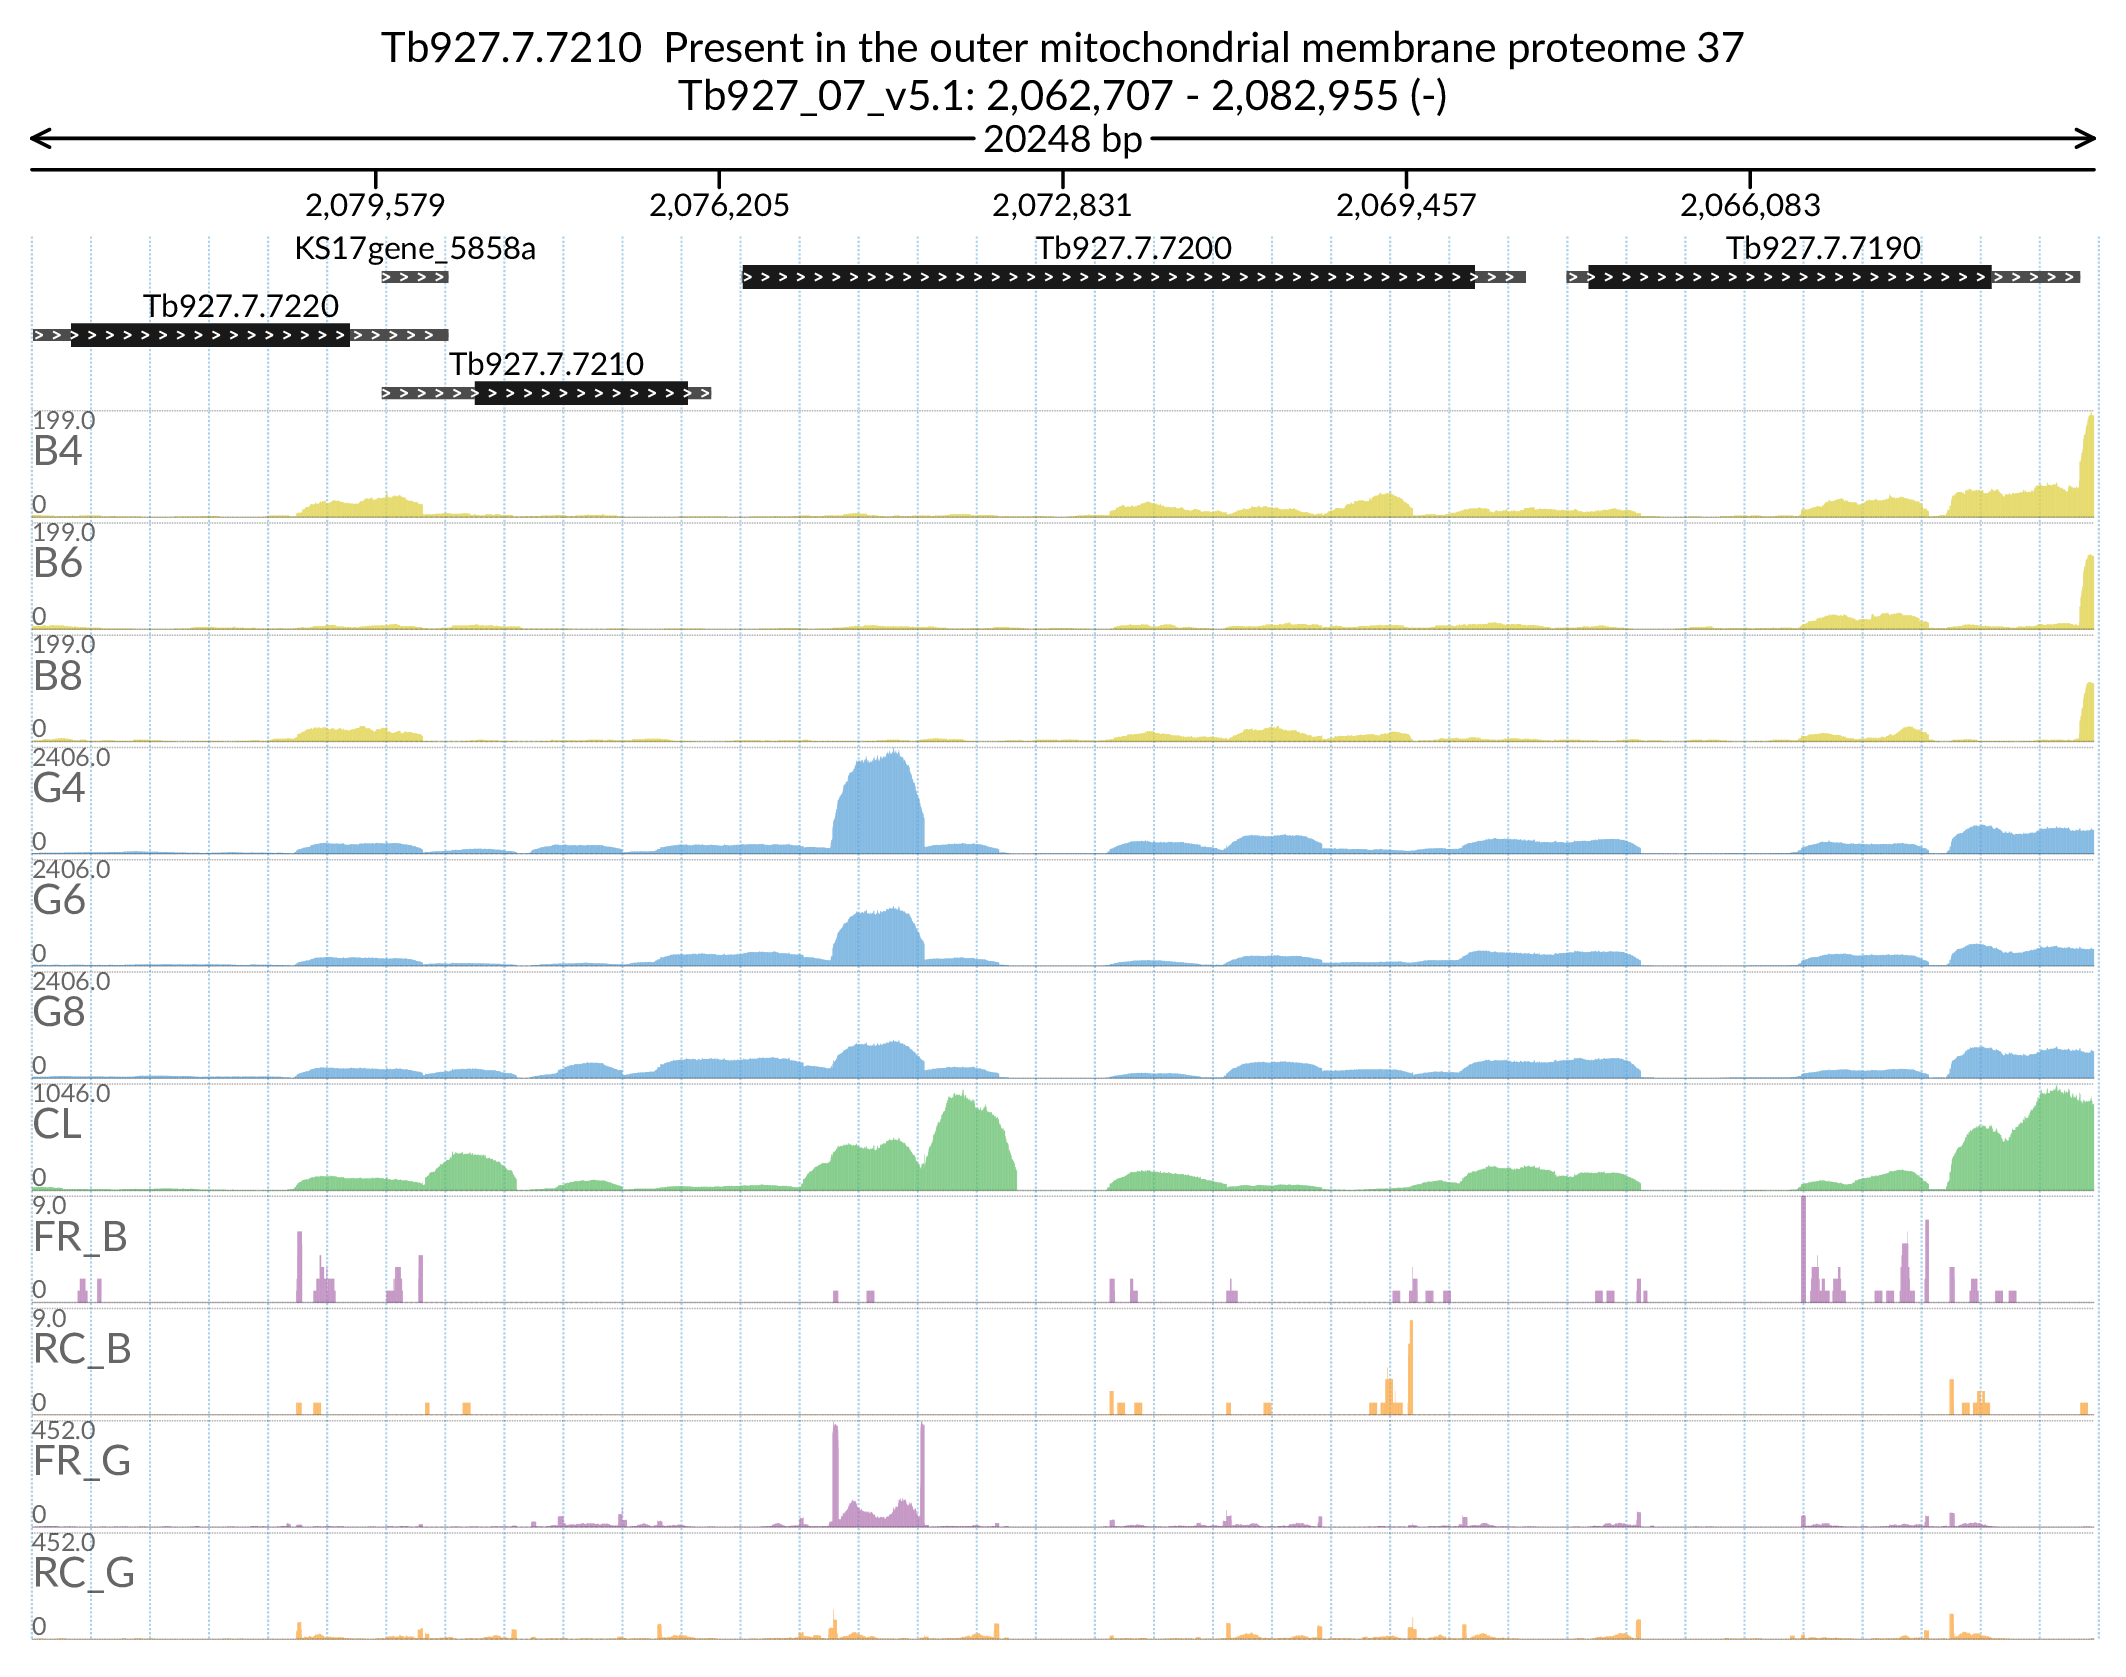 Tb927.7.7210 Present in the outer mitochondrial membrane proteome 37
Tb927_07_v5.1: 2,062,707 - 2,082,955 (-)
20248 bp
2,079,579 2,076,205 2,072,831 2,069,457 2,066,083
KS17gene_5858a Tb927.7.7200 Tb927.7.7190
Tb927.7.7220
Tb927.7.7210
199.0
B4
0
199.0
B6
0
199.0
B8
0
2406.0
G4
0
2406.0
G6
0
2406.0
G8
0
1046.0
CL
0
9.0
FR_B
0
9.0
RC_B
0
452.0
FR_G
0
452.0
RC_G
0